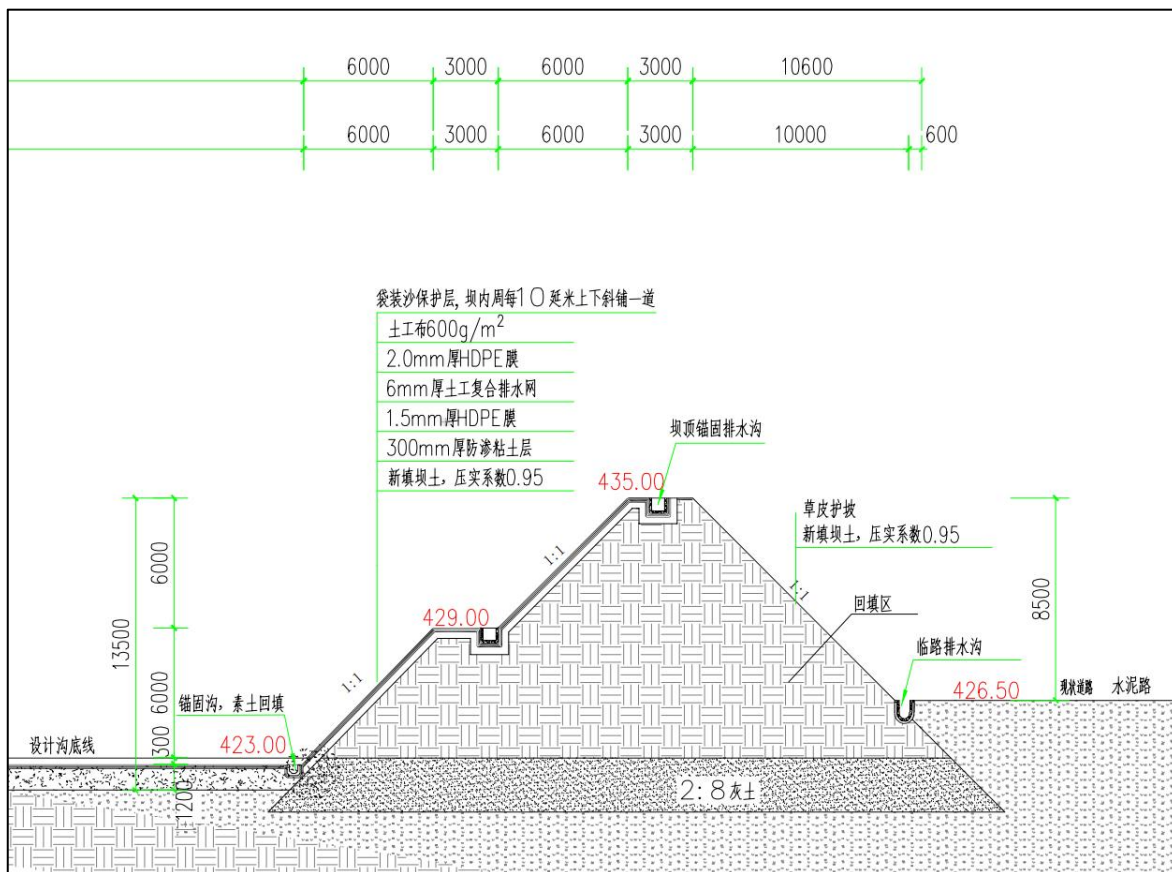 6000 3000 6000 3000 10600
6000 3000 6000 3000 10000 600
袋装沙保护层, 坝内周每10延米上下斜铺一道
土工布600g/m²
2.0mm厚HDPE膜
6mm厚土工复合排水网
1.5mm厚HDPE膜
300mm厚防渗粘土层
新填坝土，压实系数0.95
坝顶锚固排水沟
435.00
草皮护坡
新填坝土，压实系数0.95
1:1
1:1
6000
13500
8500
回填区
429.00
临路排水沟
1:1
6000
锚固沟，素土回填
426.50
现状道路 水泥路
设计沟底线
423.00
300
1200
2:8灰土